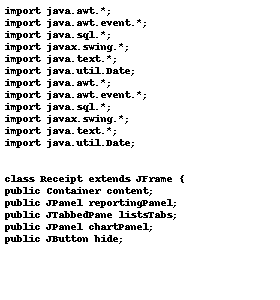 import java.awt.*;
import java.awt.event.*;
import java.sql.*;
import javax.swing.*;
import java.text.*;
import java.util.Date;
import java.awt.*;
import java.awt.event.*;
import java.sql.*;
import javax.swing.*;
import java.text.*;
import java.util.Date;
class Receipt extends JFrame {
public Container content;
public JPanel reportingPanel;
public JTabbedPane listsTabs;
public JPanel chartPanel;
public JButton hide;